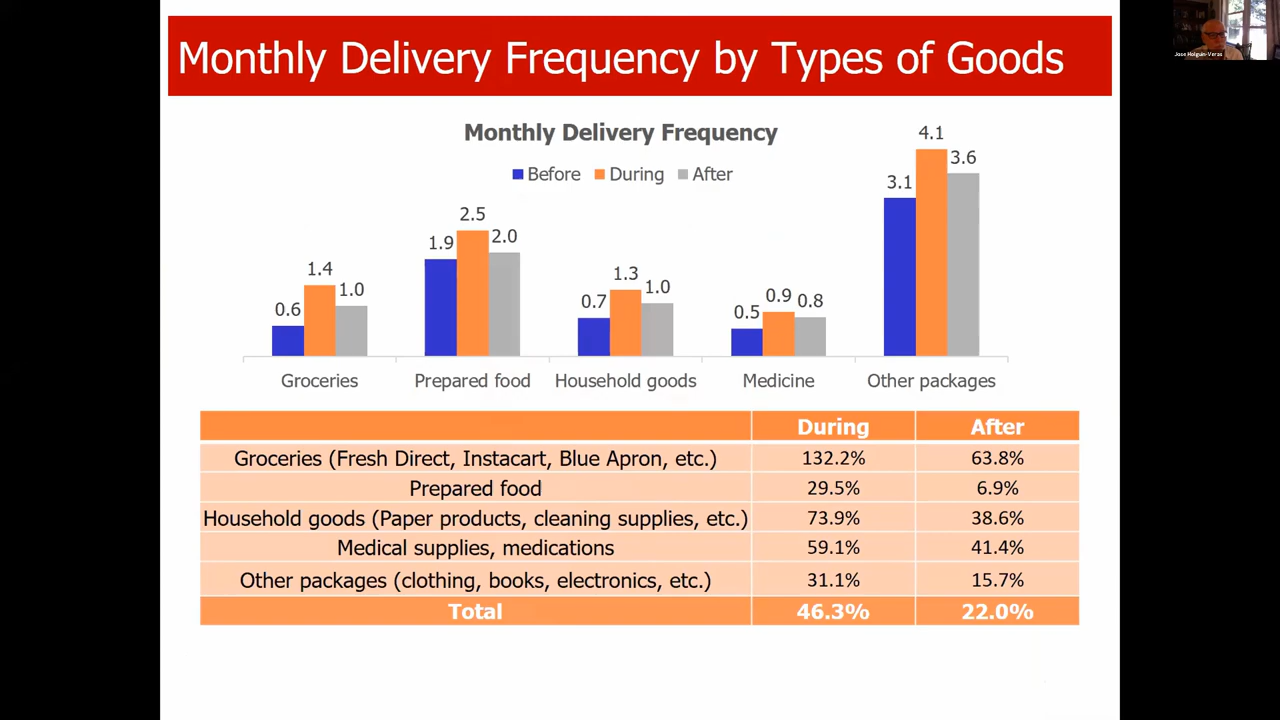 Monthly Delivery Frequency by Types of Goods
Jose Holguin-Veras
Monthly Delivery Frequency
Before During After
0.6 1.4 1.0
1.9 2.5 2.0
0.7 1.3 1.0
0.5 0.9 0.8
3.1 4.1 3.6
Groceries Prepared food Household goods Medicine Other packages
During After
Groceries (Fresh Direct, Instacart, Blue Apron, etc.) 132.2% 63.8%
Prepared food 29.5% 6.9%
Household goods (Paper products, cleaning supplies, etc.) 73.9% 38.6%
Medical supplies, medications 59.1% 41.4%
Other packages (clothing, books, electronics, etc.) 31.1% 15.7%
Total 46.3% 22.0%